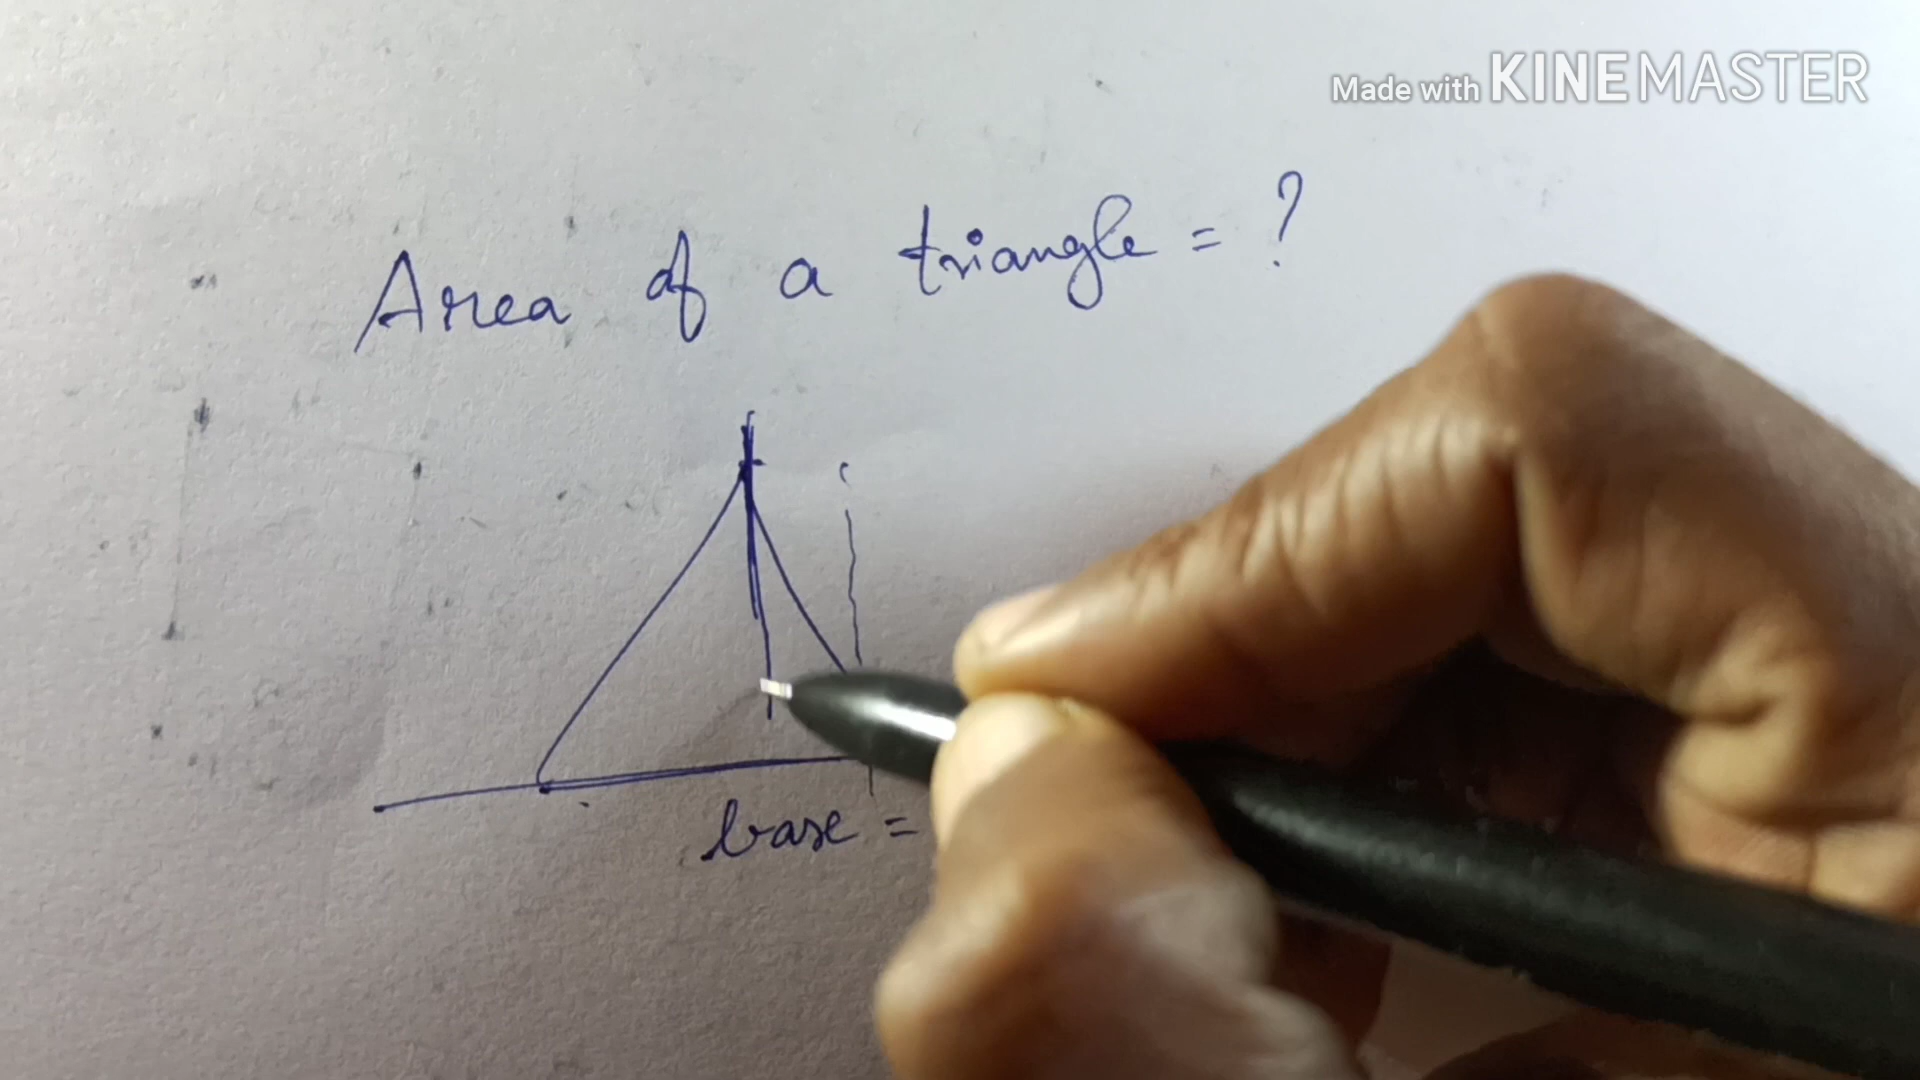 Made with KINEMASTER
Area of a triangle = ?
base =